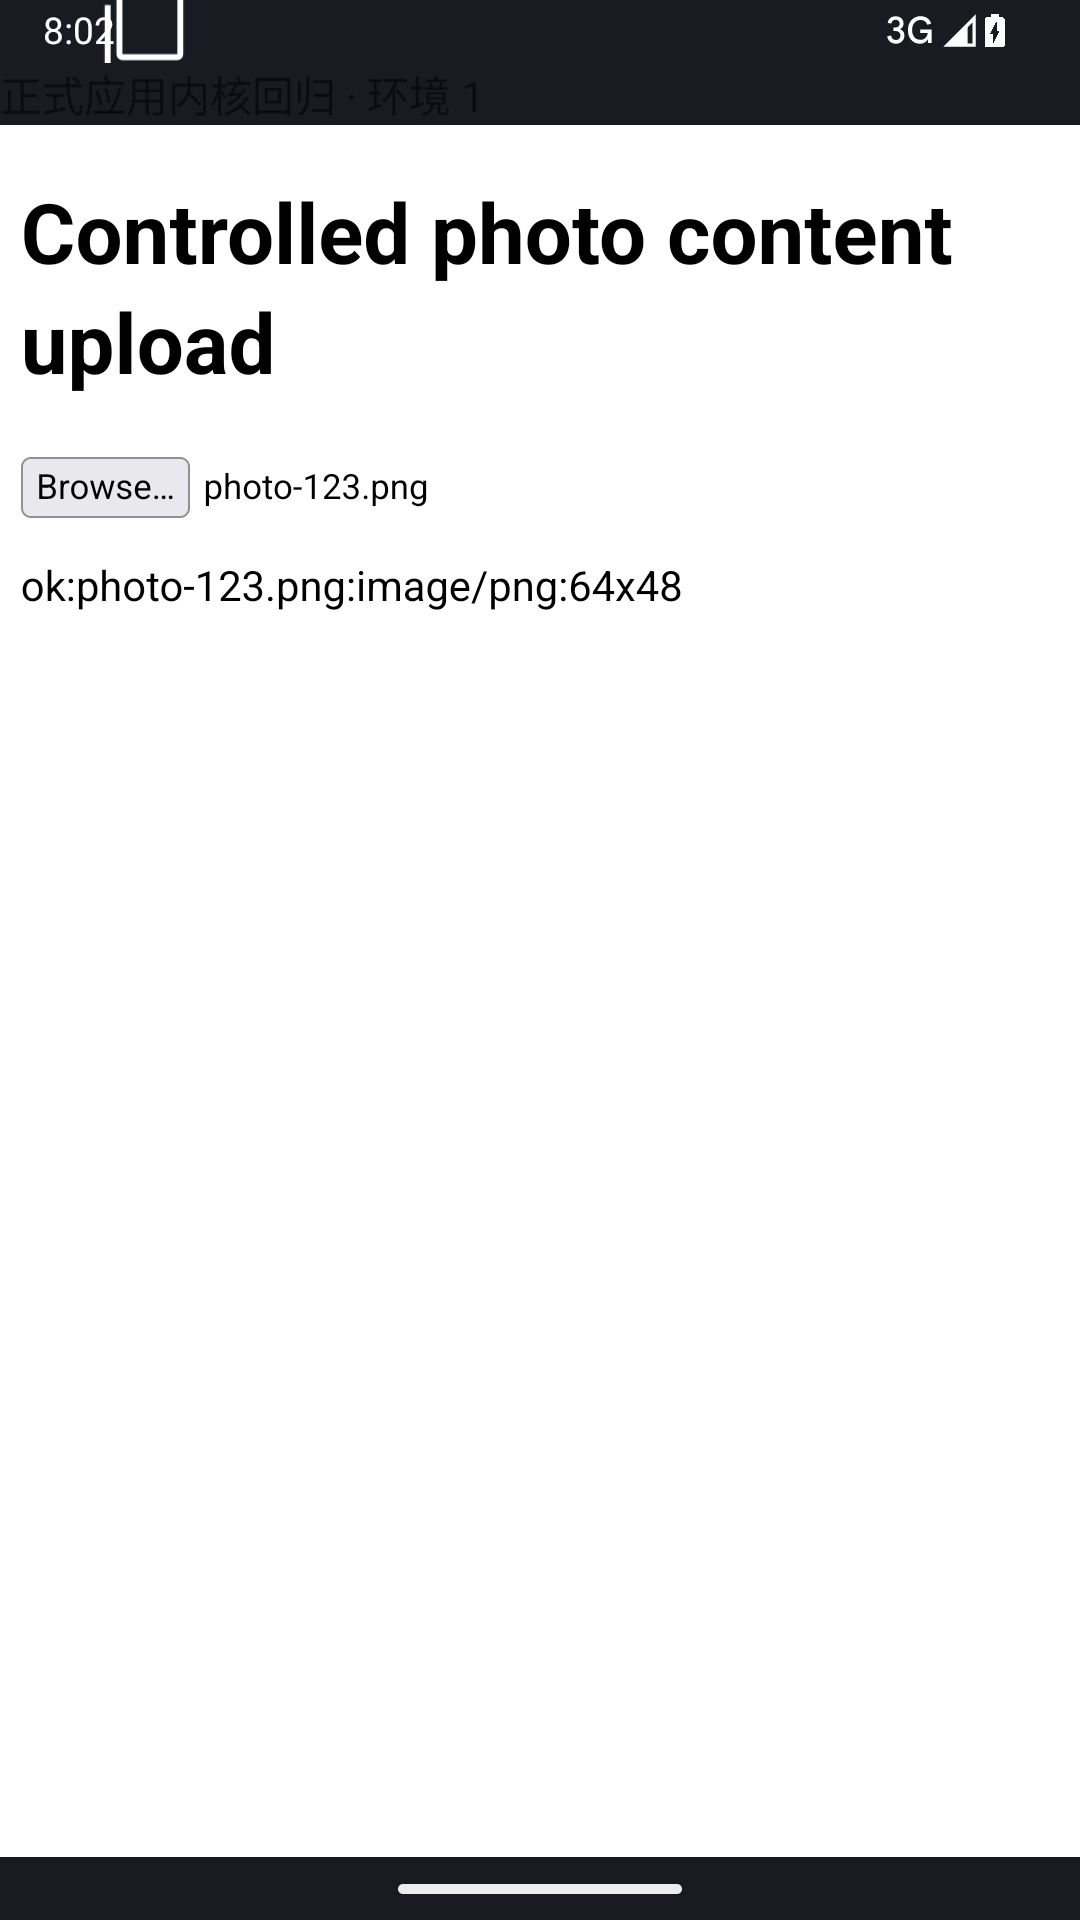 8:02
3G
正式应用内核回归 · 环境 1
Controlled photo content
upload
Browse… photo-123.png
ok:photo-123.png:image/png:64x48